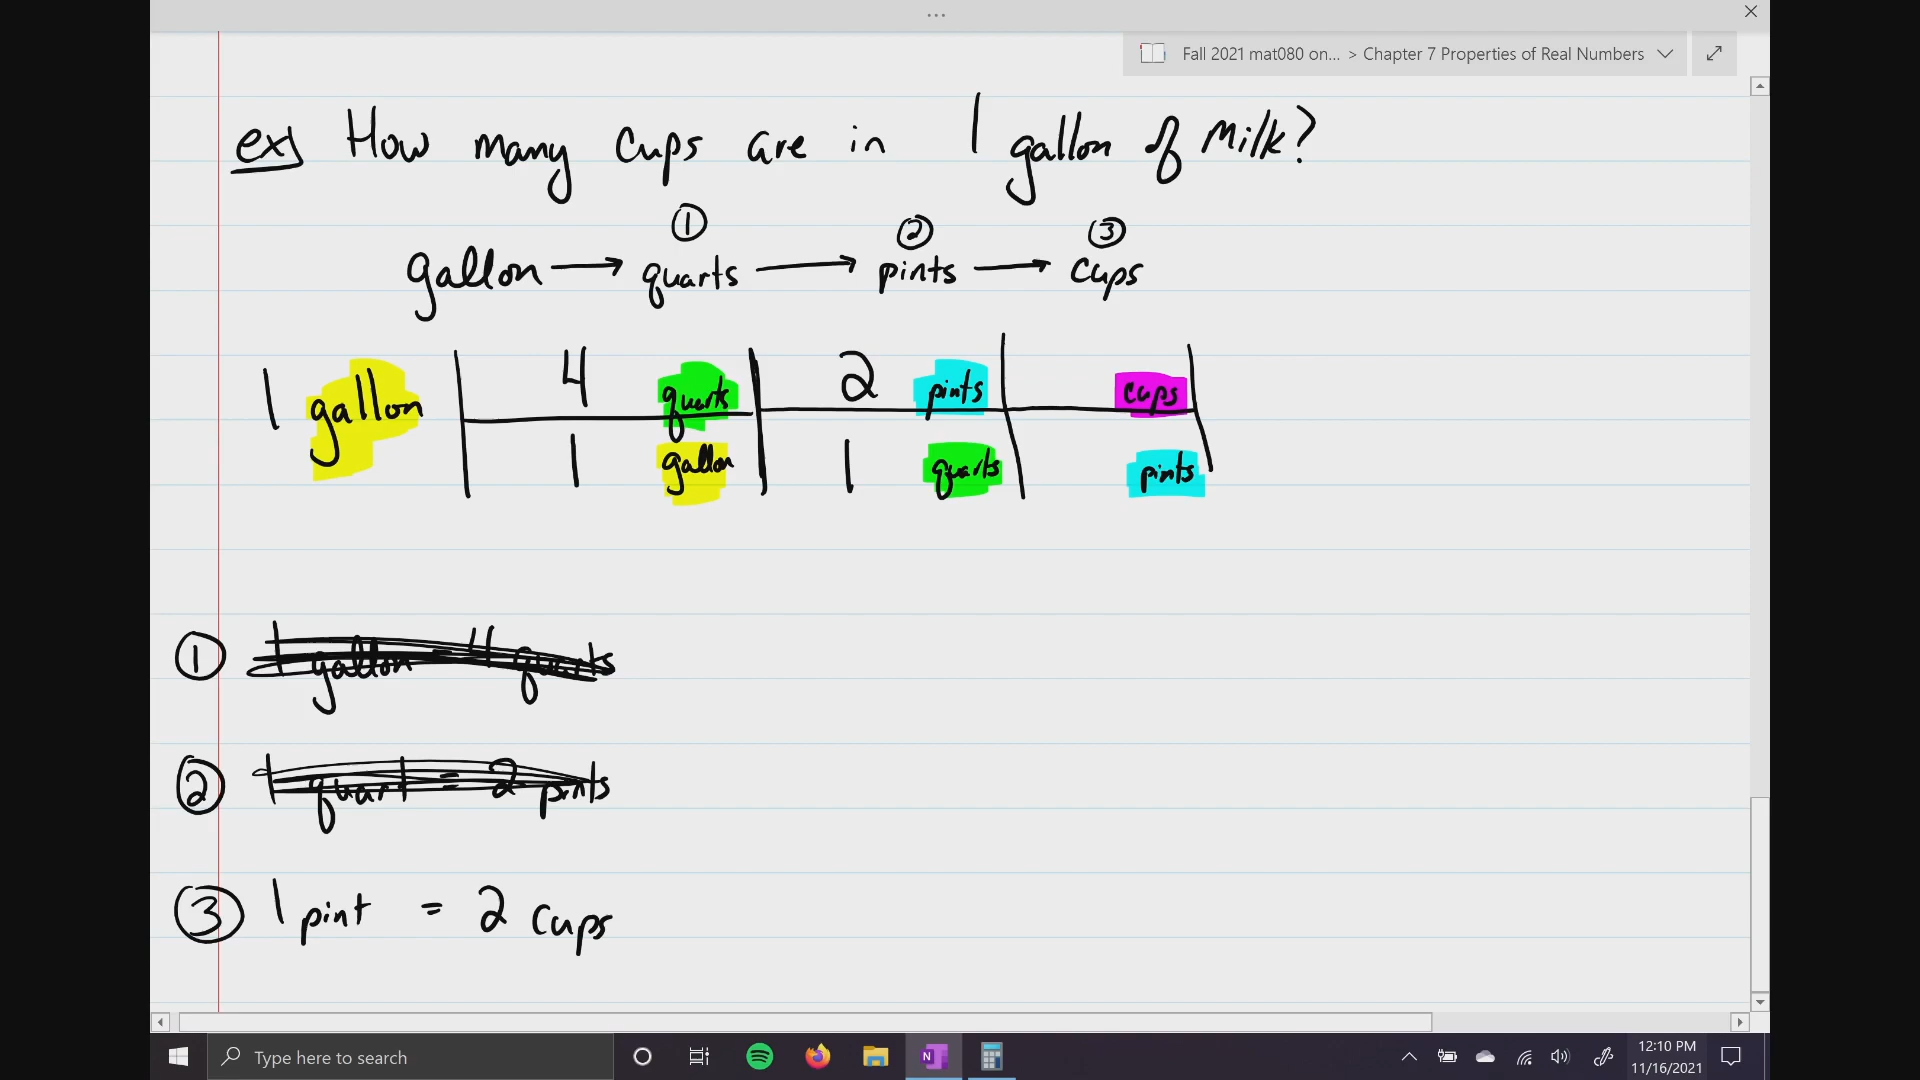 Fall 2021 mat080 on... > Chapter 7 Properties of Real Numbers
ex) How many cups are in 1 gallon of Milk?
① ② ③
gallon → quarts → pints → cups
1 gallon 4 quarts 2 pints cups
1 gallon 1 quarts pints
① 1 gallon = 4 quarts
② 1 quart = 2 pints
③ 1 pint = 2 cups
Type here to search
12:10 PM
11/16/2021